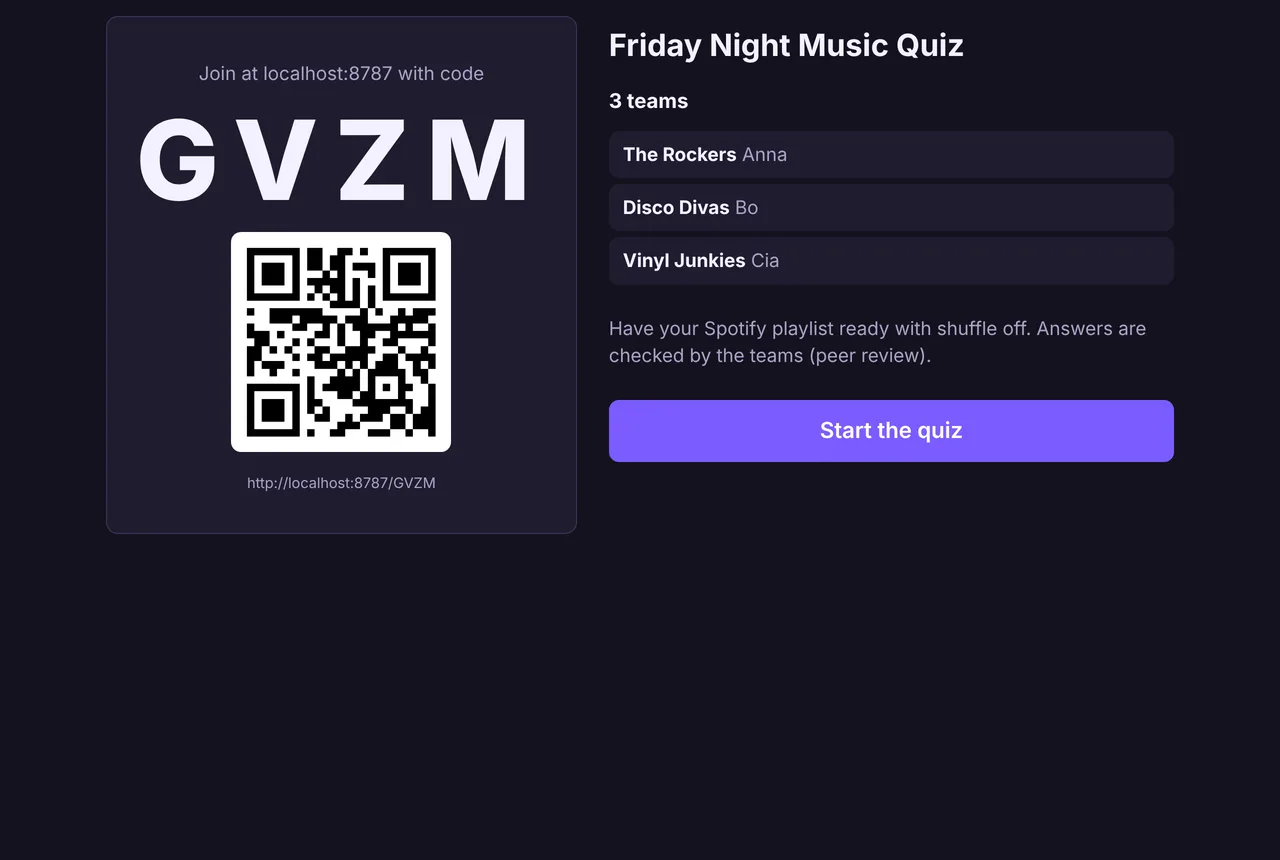 Join at localhost:8787 with code
GVZM
http://localhost:8787/GVZM
Friday Night Music Quiz
3 teams
The Rockers Anna
Disco Divas Bo
Vinyl Junkies Cia
Have your Spotify playlist ready with shuffle off. Answers are
checked by the teams (peer review).
Start the quiz